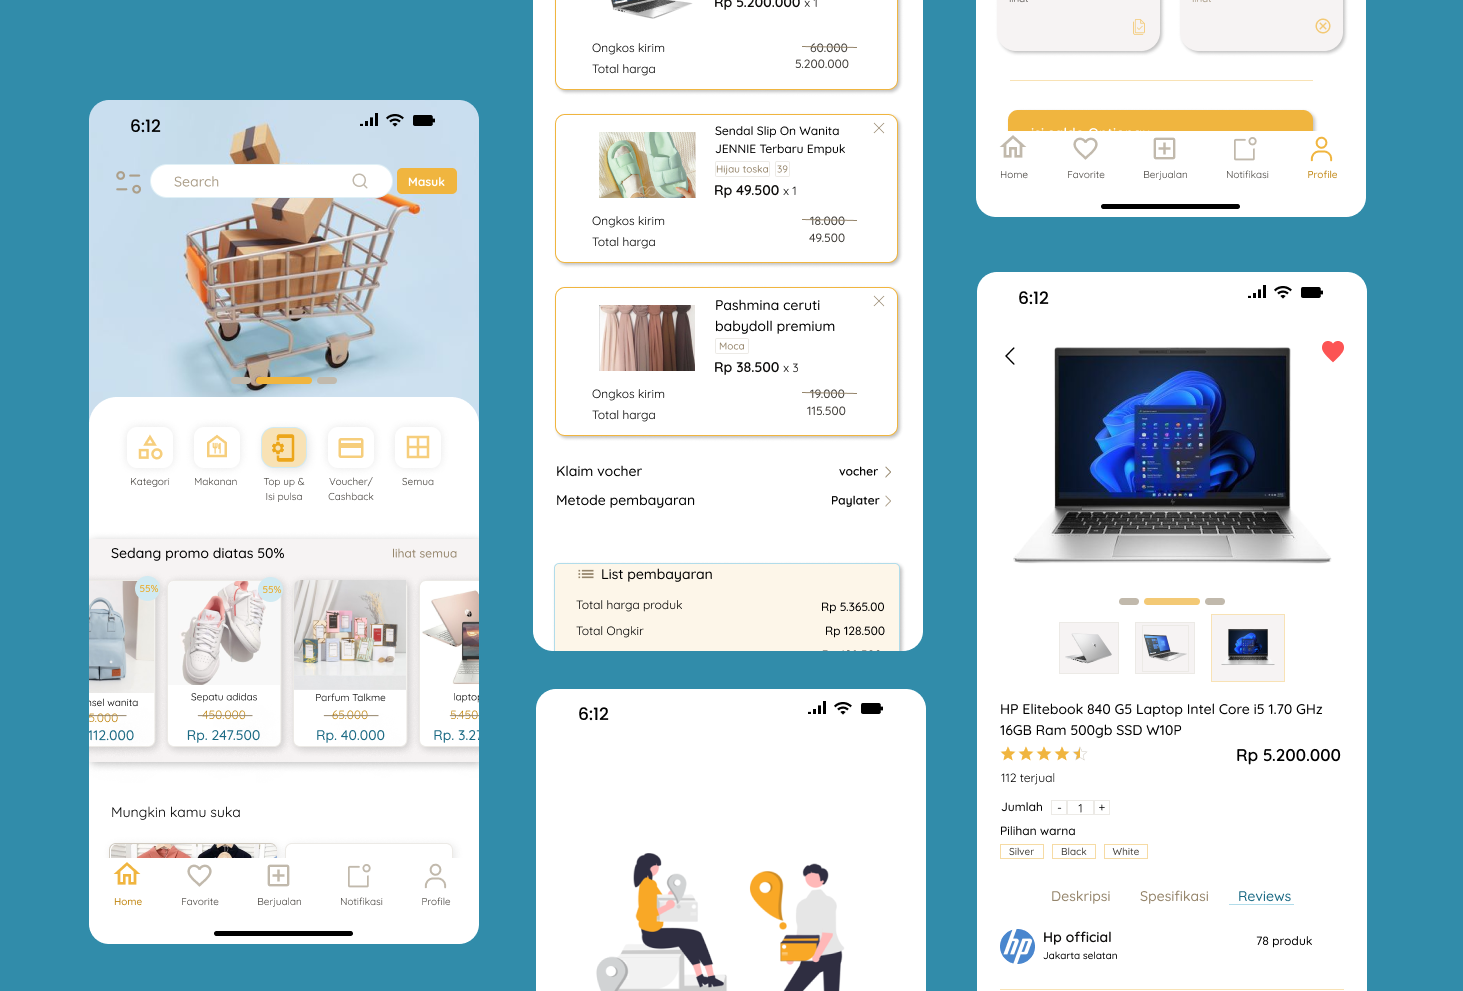 6:12
Search
Masuk
Kategori
Makanan
Top up &
Isi pulsa
Voucher/
Cashback
Semua
Sedang promo diatas 50%
lihat semua
55%
nsel wanita
112.000
55%
Sepatu adidas
450.000
Rp. 247.500
Parfum Talkme
65.000
Rp. 40.000
laptop
5.450
Rp. 3.27
Mungkin kamu suka
Home
Favorite
Berjualan
Notifikasi
Profile
Rp 5.200.000 x 1
Ongkos kirim
60.000
Total harga
5.200.000
Sendal Slip On Wanita
JENNIE Terbaru Empuk
Hijau toska 39
Rp 49.500 x 1
Ongkos kirim
18.000
Total harga
49.500
Pashmina ceruti
babydoll premium
Moca
Rp 38.500 x 3
Ongkos kirim
19.000
Total harga
115.500
Klaim vocher
vocher
Metode pembayaran
Paylater
List pembayaran
Total harga produk
Rp 5.365.00
Total Ongkir
Rp 128.500
6:12
Home
Favorite
Berjualan
Notifikasi
Profile
6:12
HP Elitebook 840 G5 Laptop Intel Core i5 1.70 GHz
16GB Ram 500gb SSD W10P
Rp 5.200.000
112 terjual
Jumlah - 1 +
Pilihan warna
Silver Black White
Deskripsi Spesifikasi Reviews
hp
Hp official
Jakarta selatan
78 produk